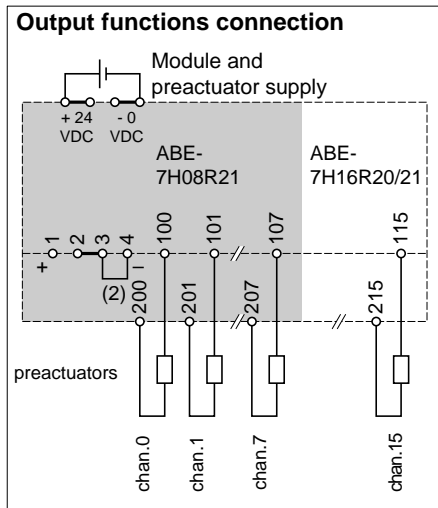 Output functions connection
Module and
preactuator supply
+ 24
VDC
- 0
VDC
ABE-
7H08R21
ABE-
7H16R20/21
1
2
3
4
100
101
107
115
+
–
(2)
200
201
207
215
preactuators
chan.0
chan.1
chan.7
chan.15